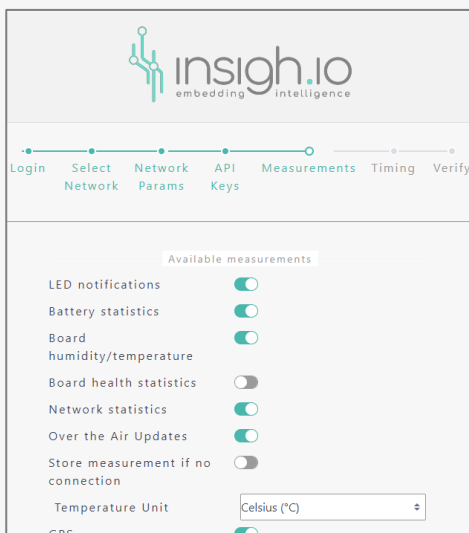 insigh.io
embedding intelligence
Login Select Network API Measurements Timing Verify
Network Params Keys
Available measurements
LED notifications
Battery statistics
Board
humidity/temperature
Board health statistics
Network statistics
Over the Air Updates
Store measurement if no
connection
Temperature Unit Celsius (°C)
GPS